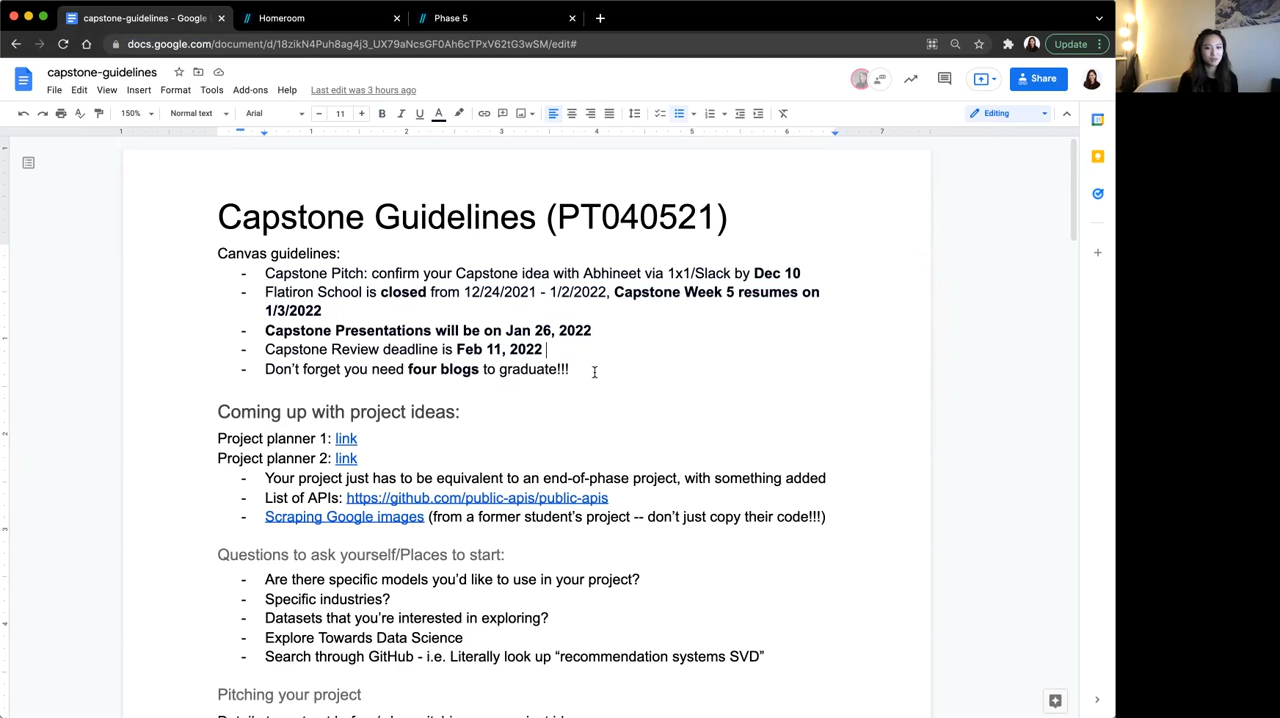 capstone-guidelines - Google
Homeroom
Phase 5
docs.google.com/document/d/18zikN4Puh8ag4j3_UX79aNcsGF0Ah6cTPxV62tG3wSM/edit#
Update
capstone-guidelines
File Edit View Insert Format Tools Add-ons Help Last edit was 3 hours ago
Share
150% Normal text Arial 11 Editing
1 1 2 3 4 5 6 7
Capstone Guidelines (PT040521)
Canvas guidelines:
- Capstone Pitch: confirm your Capstone idea with Abhineet via 1x1/Slack by Dec 10
- Flatiron School is closed from 12/24/2021 - 1/2/2022, Capstone Week 5 resumes on
1/3/2022
- Capstone Presentations will be on Jan 26, 2022
- Capstone Review deadline is Feb 11, 2022
- Don't forget you need four blogs to graduate!!!
Coming up with project ideas:
Project planner 1: link
Project planner 2: link
- Your project just has to be equivalent to an end-of-phase project, with something added
- List of APIs: https://github.com/public-apis/public-apis
- Scraping Google images (from a former student's project -- don't just copy their code!!!)
Questions to ask yourself/Places to start:
- Are there specific models you'd like to use in your project?
- Specific industries?
- Datasets that you're interested in exploring?
- Explore Towards Data Science
- Search through GitHub - i.e. Literally look up “recommendation systems SVD”
Pitching your project